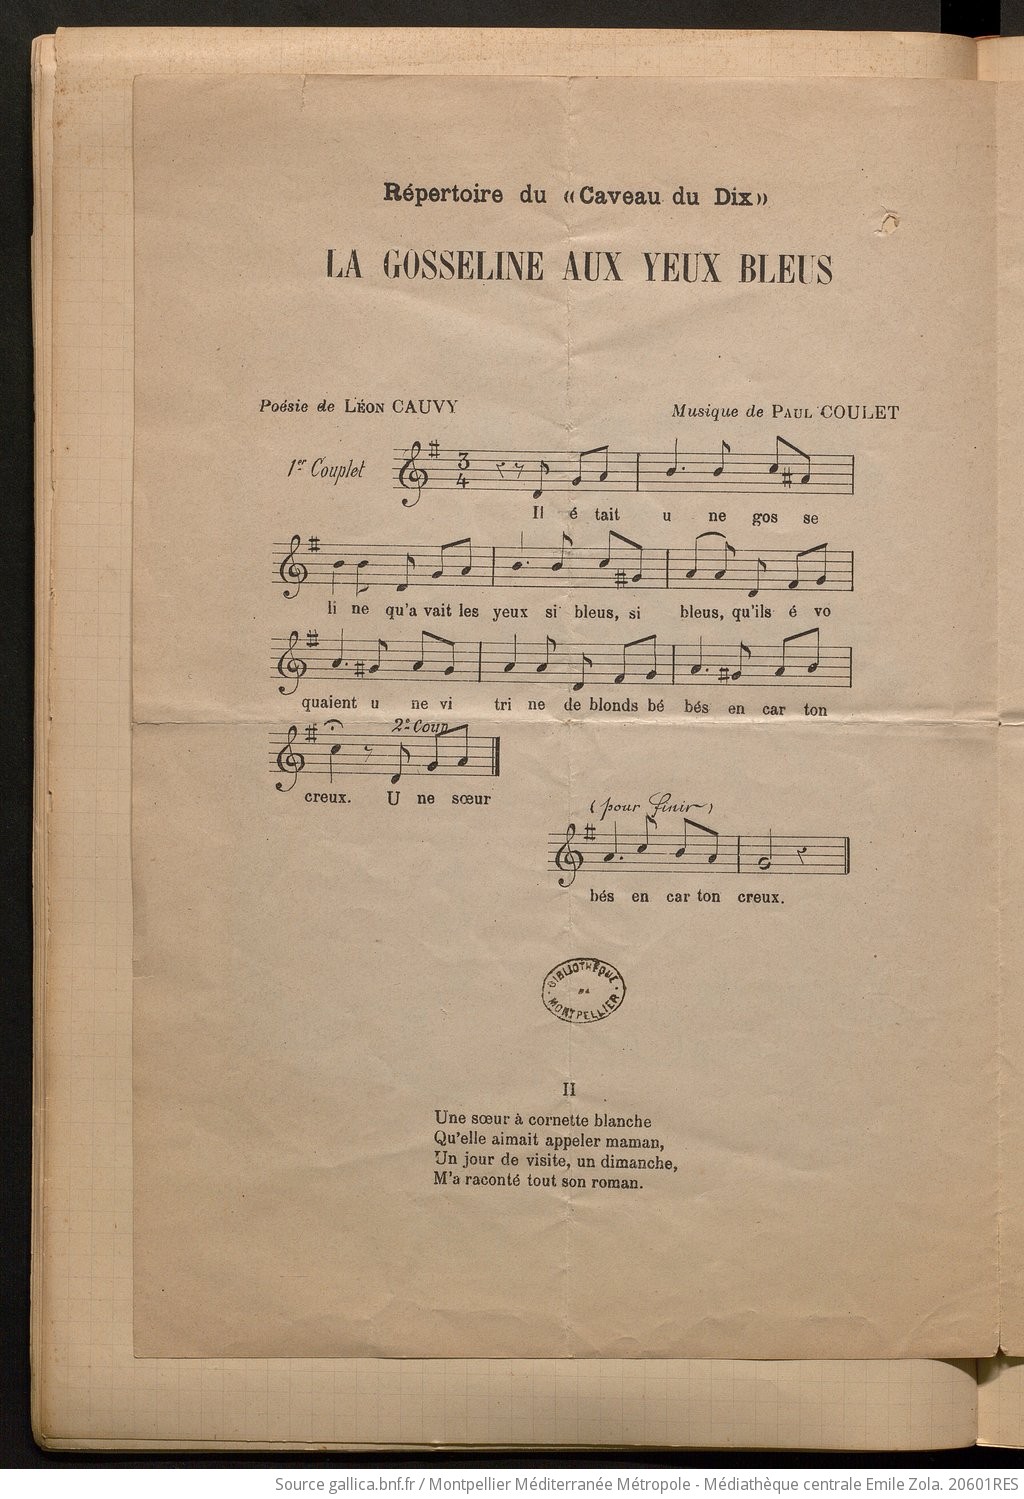 Répertoire du «Caveau du Dix»
LA GOSSELINE AUX YEUX BLEUS
Poésie de LÉON CAUVY
Musique de PAUL COULET
1er Couplet
3
4
Il é tait u ne gos se
li ne qu'a vait les yeux si bleus, si bleus, qu'ils é vo
quaient u ne vi tri ne de blonds bé bés en car ton
2e Coup
creux. U ne sœur
(pour finir)
bés en car ton creux.
BIBLIOTHÈQUE
DE
MONTPELLIER
II
Une sœur à cornette blanche
Qu'elle aimait appeler maman,
Un jour de visite, un dimanche,
M'a raconté tout son roman.
Source gallica.bnf.fr / Montpellier Méditerranée Métropole - Médiathèque centrale Emile Zola. 20601RES